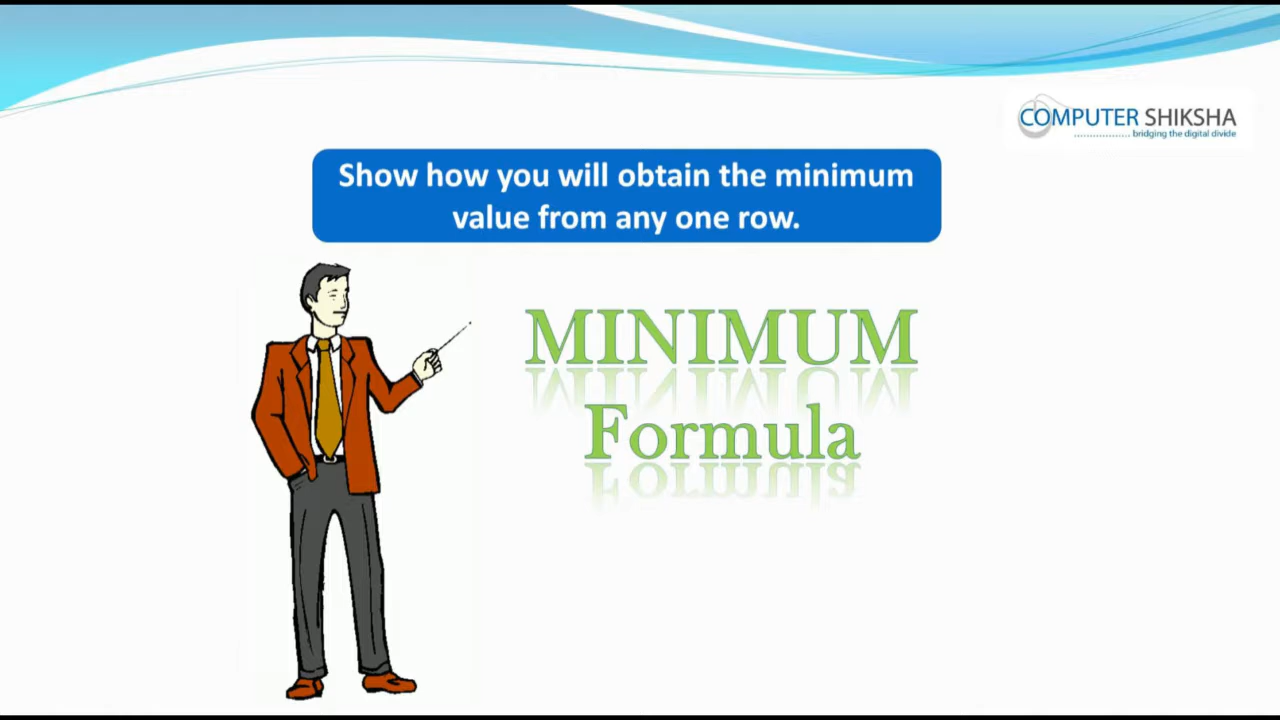 COMPUTER SHIKSHA
bridging the digital divide
Show how you will obtain the minimum
value from any one row.
MINIMUM
Formula